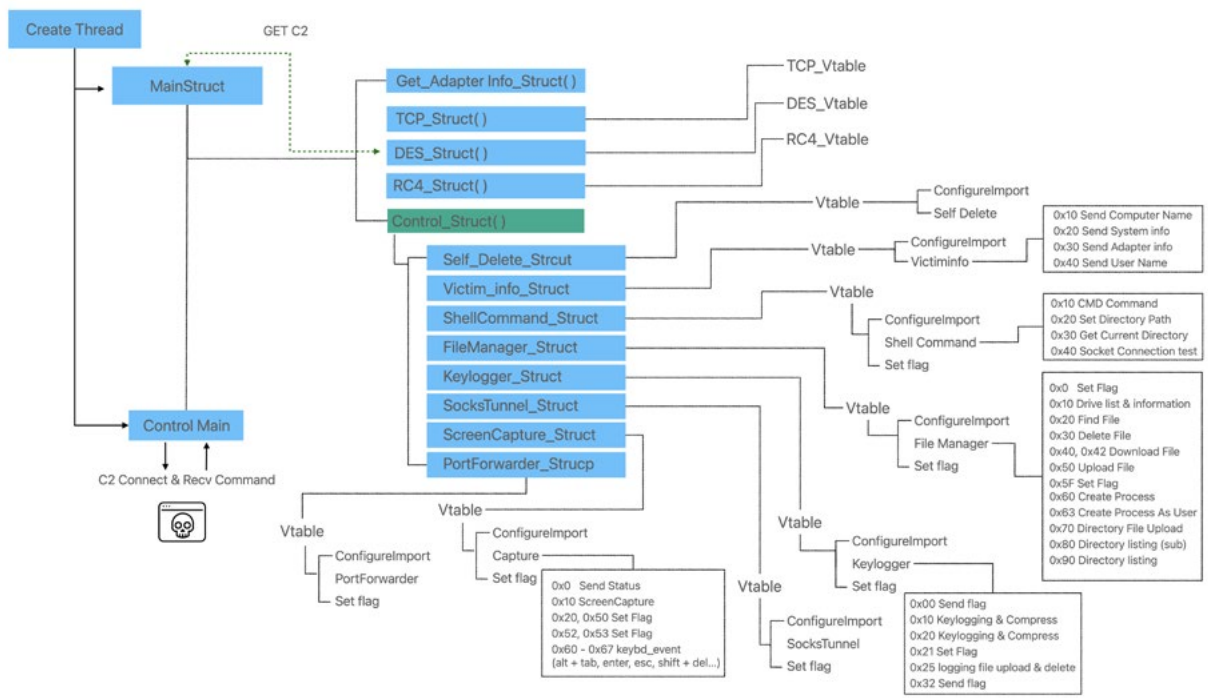 Create Thread
GET C2
MainStruct
Get_Adapter Info_Struct( )
TCP_Struct( )
DES_Struct( )
RC4_Struct( )
Control_Struct( )
TCP_Vtable
DES_Vtable
RC4_Vtable
Self_Delete_Strcut
Victim_info_Struct
ShellCommand_Struct
FileManager_Struct
Keylogger_Struct
SocksTunnel_Struct
ScreenCapture_Struct
PortForwarder_Strucp
Control Main
C2 Connect & Recv Command
Vtable
ConfigureImport
Self Delete
Vtable
ConfigureImport
Victiminfo
0x10 Send Computer Name
0x20 Send System info
0x30 Send Adapter info
0x40 Send User Name
Vtable
ConfigureImport
Shell Command
Set flag
0x10 CMD Command
0x20 Set Directory Path
0x30 Get Current Directory
0x40 Socket Connection test
Vtable
ConfigureImport
File Manager
Set flag
0x0 Set Flag
0x10 Drive list & information
0x20 Find File
0x30 Delete File
0x40, 0x42 Download File
0x50 Upload File
0x5F Set Flag
0x60 Create Process
0x63 Create Process As User
0x70 Directory File Upload
0x80 Directory listing (sub)
0x90 Directory listing
Vtable
ConfigureImport
PortForwarder
Set flag
Vtable
ConfigureImport
Capture
Set flag
0x0 Send Status
0x10 ScreenCapture
0x20, 0x50 Set Flag
0x52, 0x53 Set Flag
0x60 - 0x67 keybd_event
(alt + tab, enter, esc, shift + del...)
Vtable
ConfigureImport
SocksTunnel
Set flag
Vtable
ConfigureImport
Keylogger
Set flag
0x00 Send flag
0x10 Keylogging & Compress
0x20 Keylogging & Compress
0x21 Set Flag
0x25 logging file upload & delete
0x32 Send flag